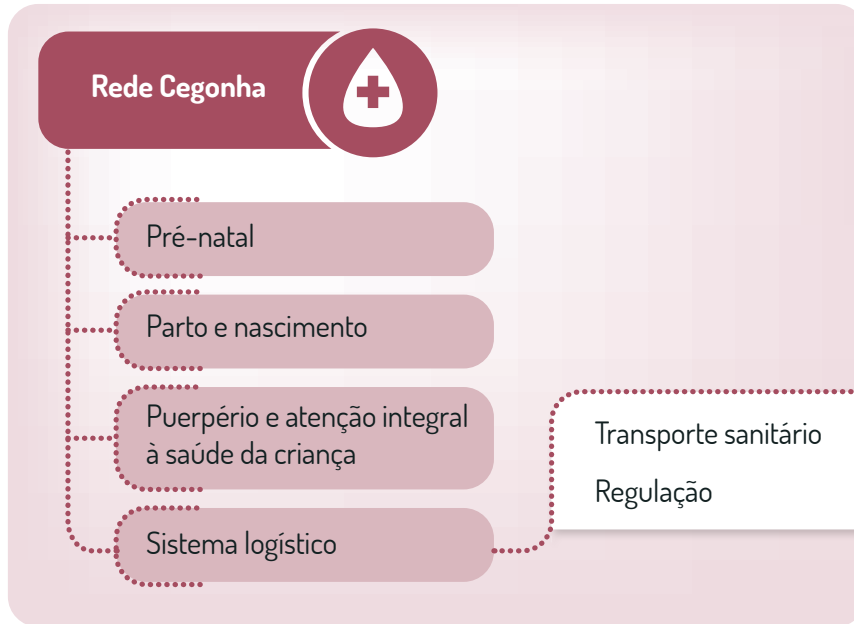 Rede Cegonha
Pré-natal
Parto e nascimento
Puerpério e atenção integral
à saúde da criança
Sistema logístico
Transporte sanitário
Regulação